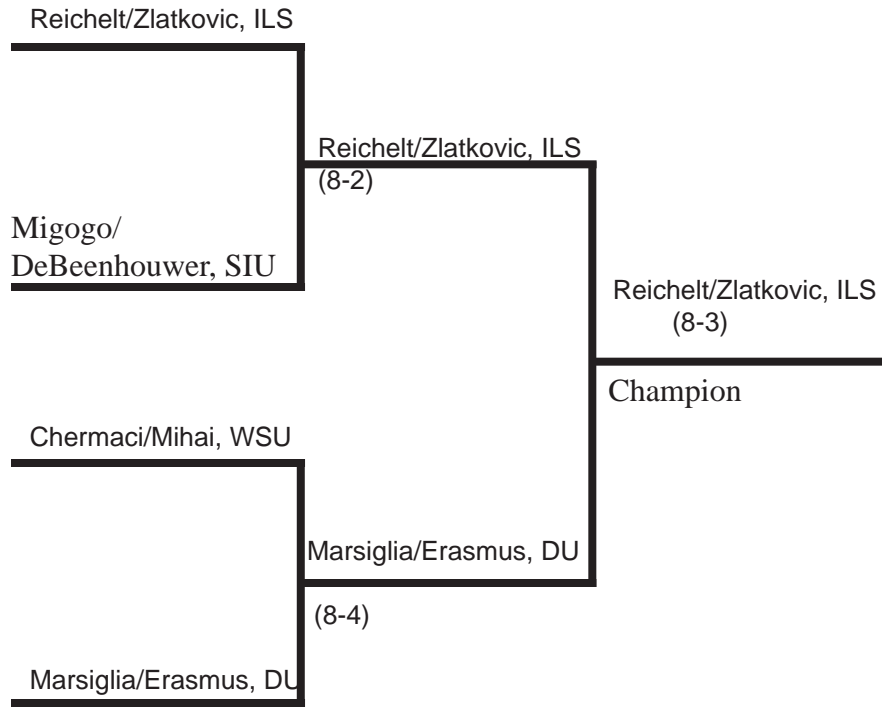 Reichelt/Zlatkovic, ILS
Reichelt/Zlatkovic, ILS
(8-2)
Migogo/
DeBeenhouwer, SIU
Reichelt/Zlatkovic, ILS
(8-3)
Champion
Chermaci/Mihai, WSU
Marsiglia/Erasmus, DU
(8-4)
Marsiglia/Erasmus, DU